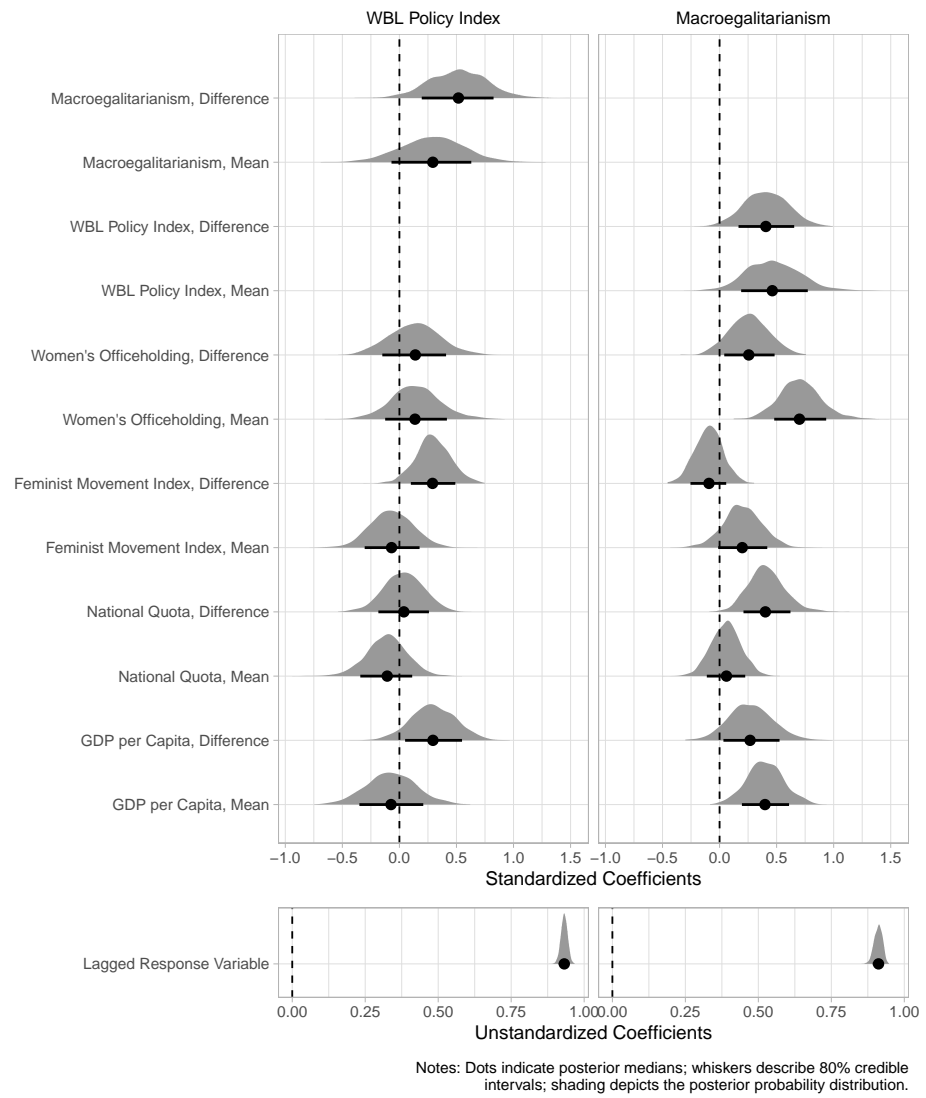 WBL Policy Index
Macroegalitarianism
Macroegalitarianism, Difference
Macroegalitarianism, Mean
WBL Policy Index, Difference
WBL Policy Index, Mean
Women's Officeholding, Difference
Women's Officeholding, Mean
Feminist Movement Index, Difference
Feminist Movement Index, Mean
National Quota, Difference
National Quota, Mean
GDP per Capita, Difference
GDP per Capita, Mean
−1.0 −0.5 0.0 0.5 1.0 1.5 −1.0 −0.5 0.0 0.5 1.0 1.5
Standardized Coefficients
Lagged Response Variable
0.00 0.25 0.50 0.75 1.00 0.00 0.25 0.50 0.75 1.00
Unstandardized Coefficients
Notes: Dots indicate posterior medians; whiskers describe 80% credible
intervals; shading depicts the posterior probability distribution.